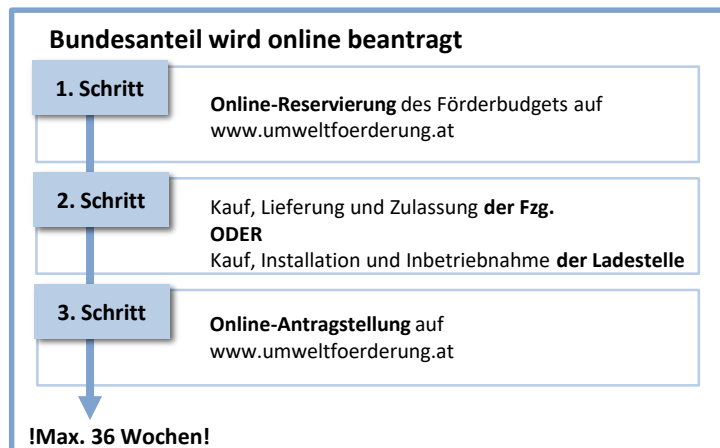 Bundesanteil wird online beantragt
1. Schritt
Online-Reservierung des Förderbudgets auf
www.umweltfoerderung.at
2. Schritt
Kauf, Lieferung und Zulassung der Fzg.
ODER
Kauf, Installation und Inbetriebnahme der Ladestelle
3. Schritt
Online-Antragstellung auf
www.umweltfoerderung.at
!Max. 36 Wochen!